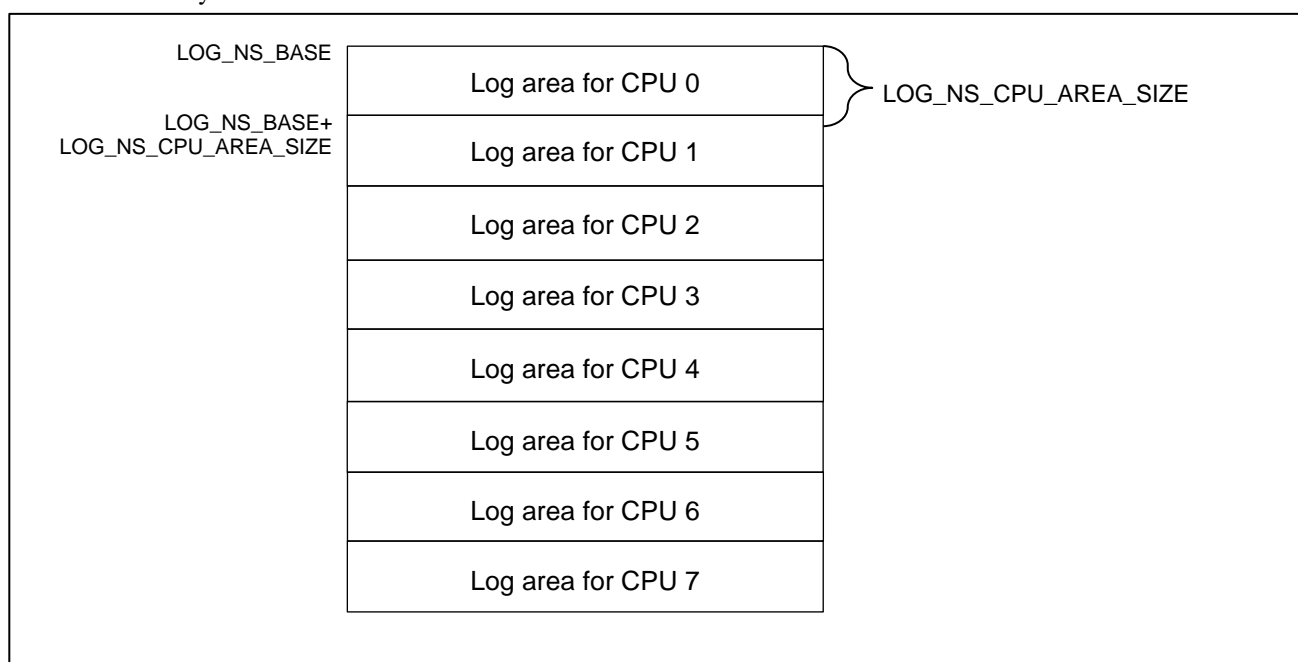 LOG_NS_BASE
Log area for CPU 0
LOG_NS_CPU_AREA_SIZE
LOG_NS_BASE+
LOG_NS_CPU_AREA_SIZE
Log area for CPU 1
Log area for CPU 2
Log area for CPU 3
Log area for CPU 4
Log area for CPU 5
Log area for CPU 6
Log area for CPU 7